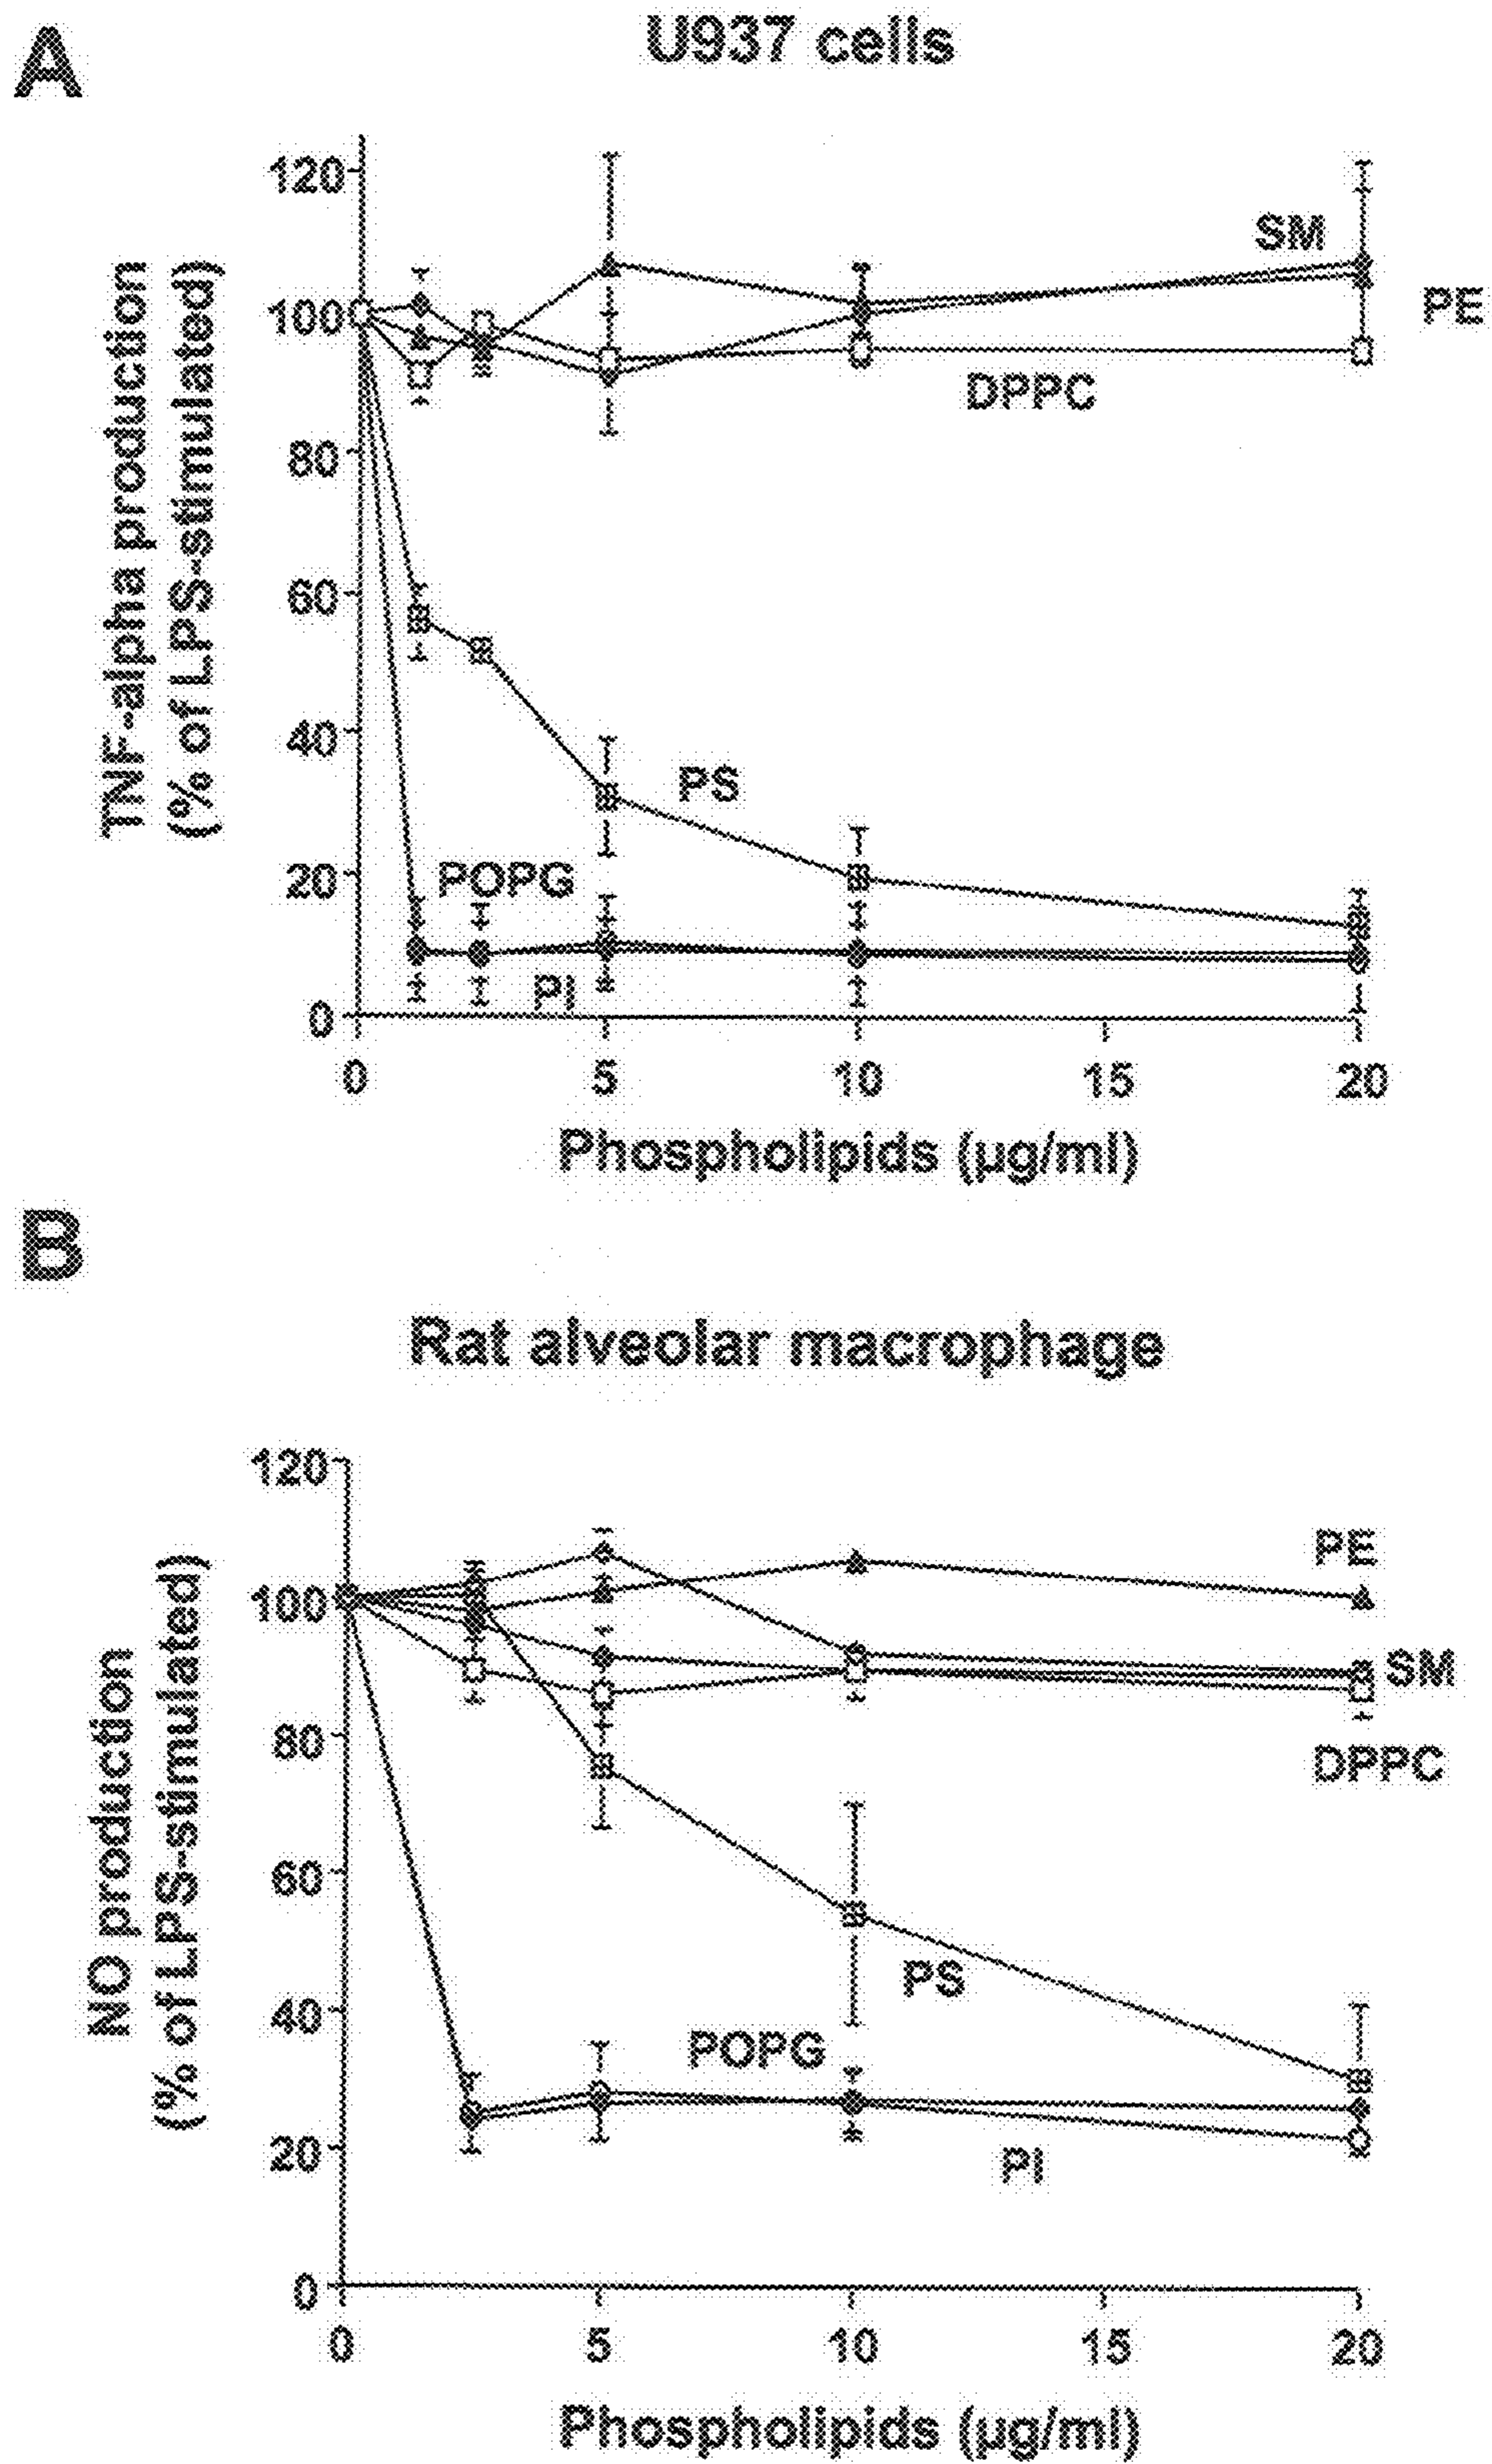 A
U937 cells
TNF-alpha production
(% of LPS-stimulated)
120
100
80
60
40
20
0
SM
PE
DPPC
PS
POPG
PI
0 5 10 15 20
Phospholipids (µg/ml)
B
Rat alveolar macrophage
NO production
(% of LPS-stimulated)
120
100
80
60
40
20
0
PE
SM
DPPC
PS
POPG
PI
0 5 10 15 20
Phospholipids (µg/ml)